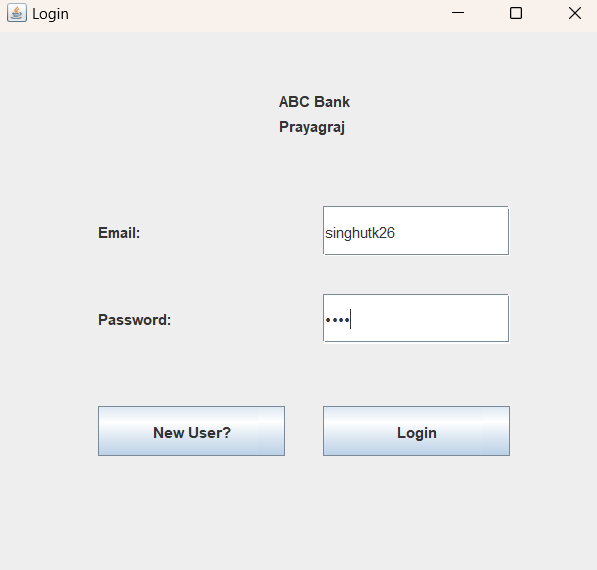 Login
ABC Bank
Prayagraj
Email:
singhutk26
Password:
••••
New User?
Login